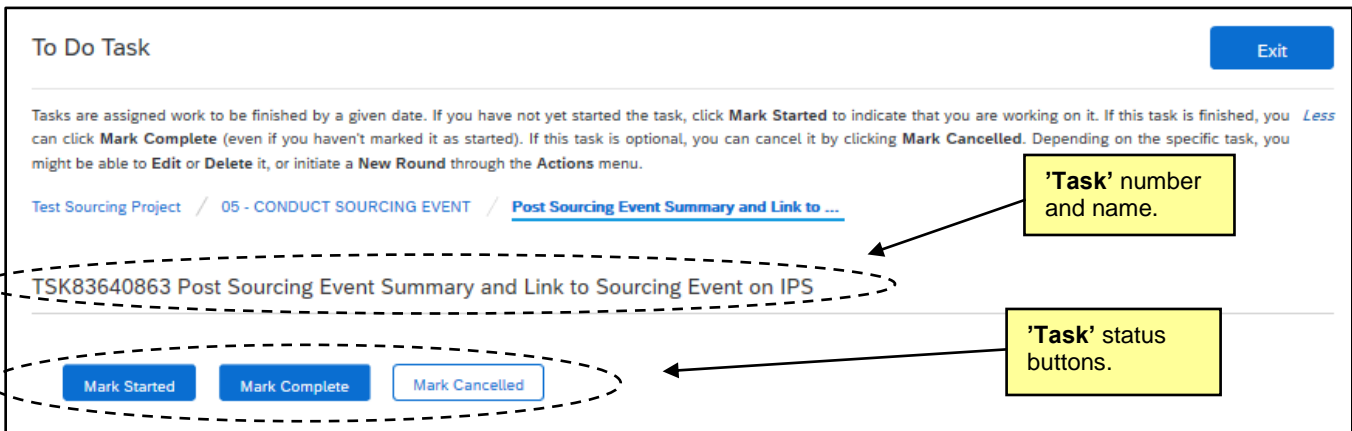 To Do Task
Exit
Tasks are assigned work to be finished by a given date. If you have not yet started the task, click Mark Started to indicate that you are working on it. If this task is finished, you Less
can click Mark Complete (even if you haven't marked it as started). If this task is optional, you can cancel it by clicking Mark Cancelled. Depending on the specific task, you
might be able to Edit or Delete it, or initiate a New Round through the Actions menu.
’Task’ number
and name.
Test Sourcing Project / 05 - CONDUCT SOURCING EVENT / Post Sourcing Event Summary and Link to ...
TSK83640863 Post Sourcing Event Summary and Link to Sourcing Event on IPS
’Task’ status
buttons.
Mark Started Mark Complete Mark Cancelled